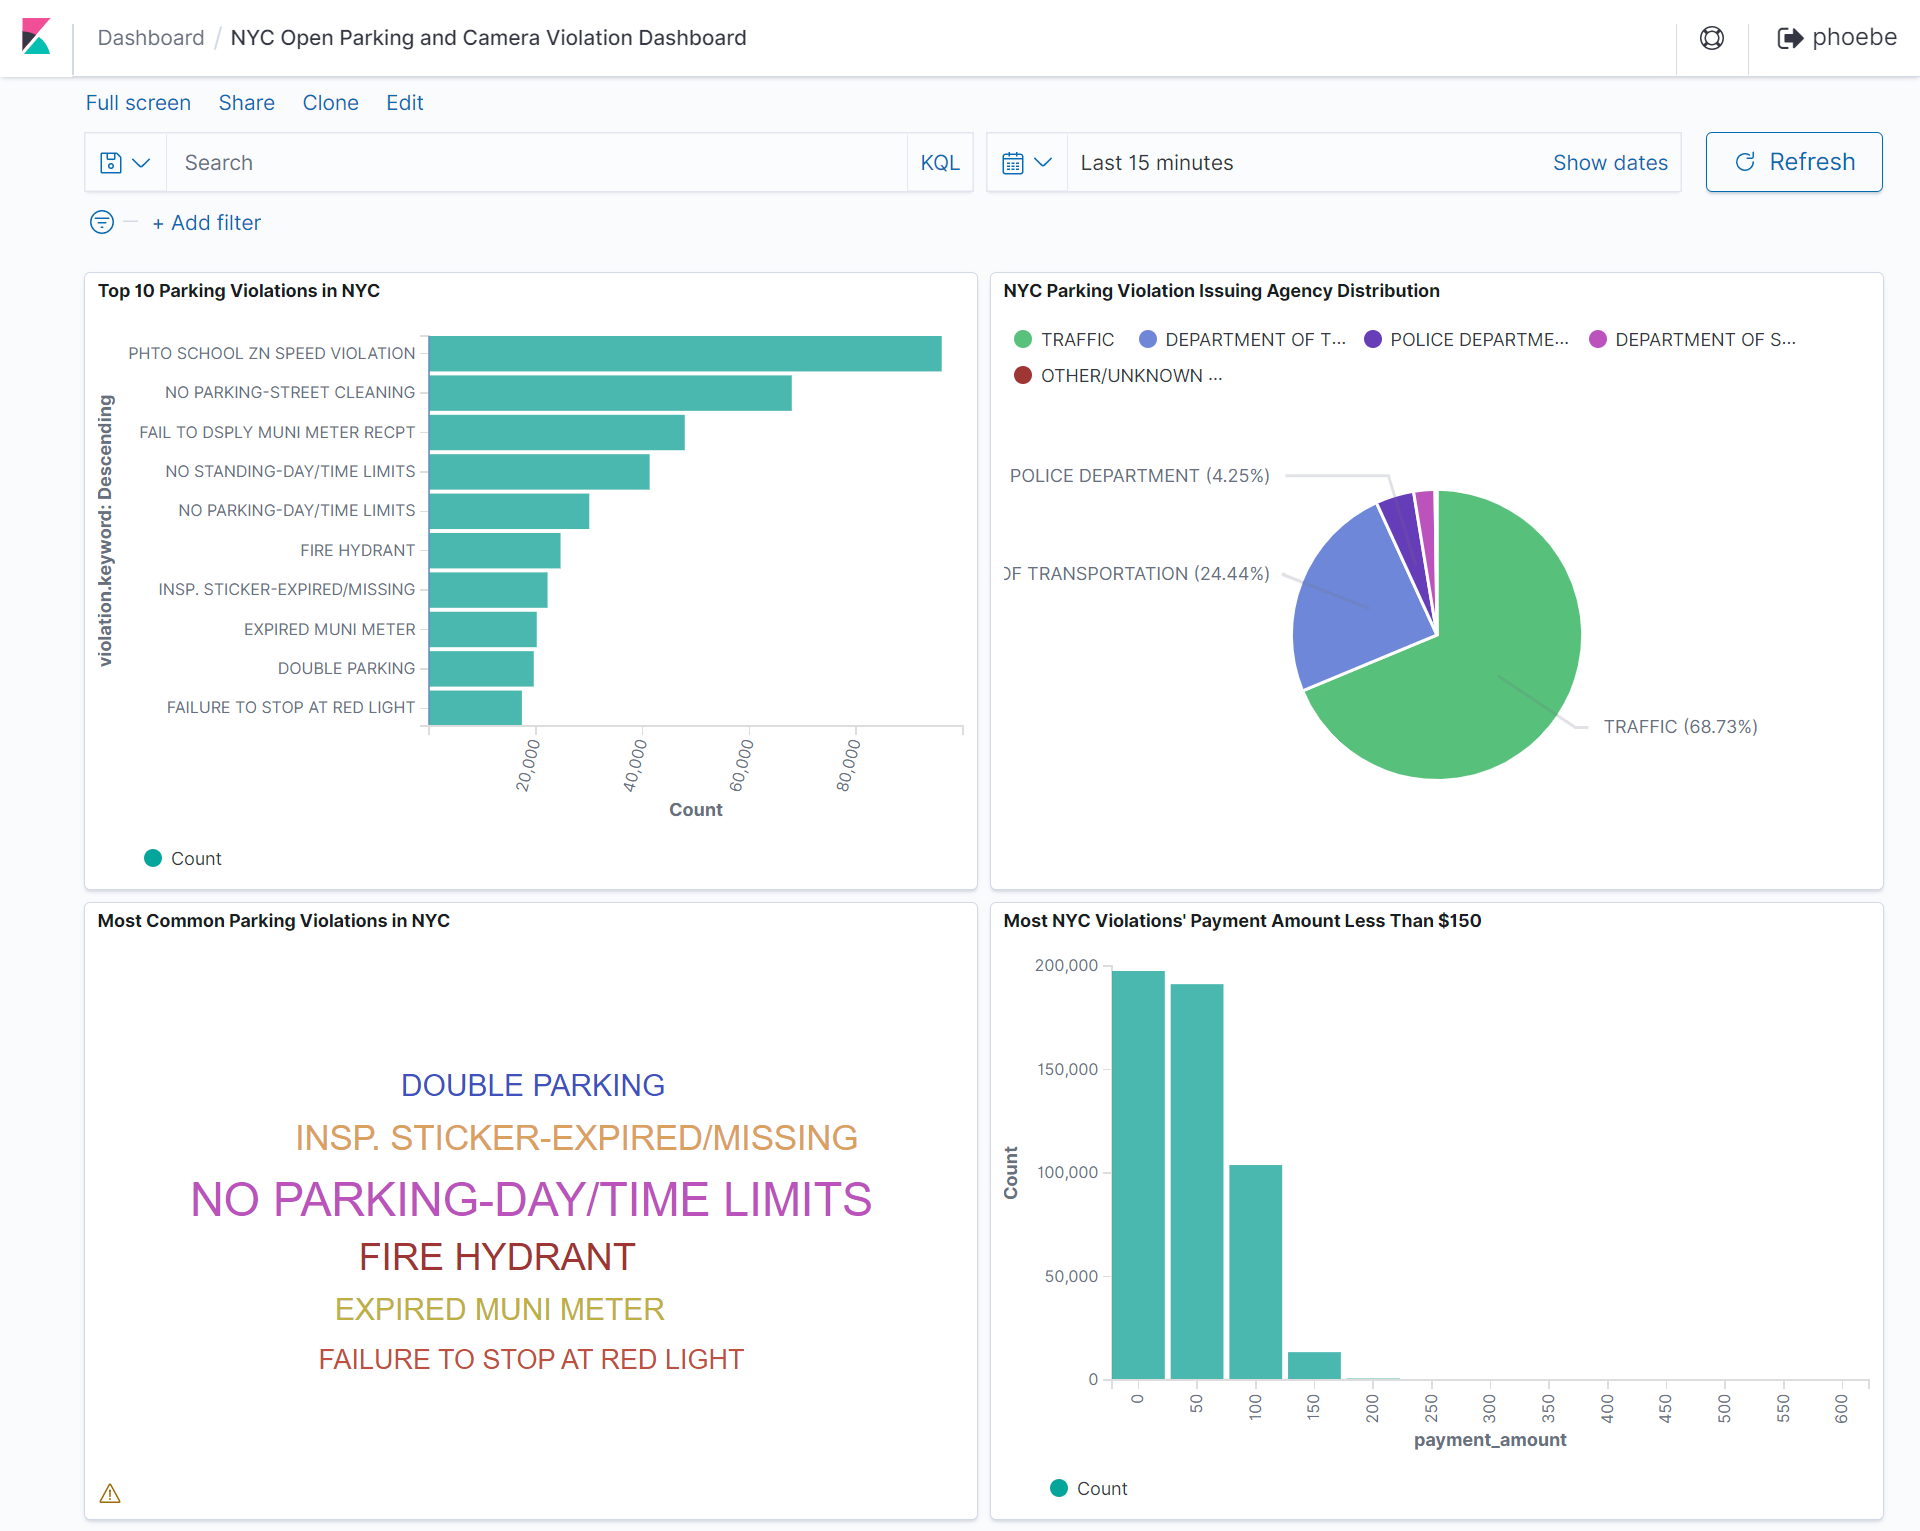 Dashboard / NYC Open Parking and Camera Violation Dashboard
phoebe
Full screen Share Clone Edit
Search KQL
Last 15 minutes Show dates
Refresh
+ Add filter
Top 10 Parking Violations in NYC
violation.keyword: Descending
PHTO SCHOOL ZN SPEED VIOLATION
NO PARKING-STREET CLEANING
FAIL TO DSPLY MUNI METER RECPT
NO STANDING-DAY/TIME LIMITS
NO PARKING-DAY/TIME LIMITS
FIRE HYDRANT
INSP. STICKER-EXPIRED/MISSING
EXPIRED MUNI METER
DOUBLE PARKING
FAILURE TO STOP AT RED LIGHT
20,000 40,000 60,000 80,000
Count
Count
NYC Parking Violation Issuing Agency Distribution
TRAFFIC DEPARTMENT OF T... POLICE DEPARTME... DEPARTMENT OF S...
OTHER/UNKNOWN ...
POLICE DEPARTMENT (4.25%)
OF TRANSPORTATION (24.44%)
TRAFFIC (68.73%)
Most Common Parking Violations in NYC
DOUBLE PARKING
INSP. STICKER-EXPIRED/MISSING
NO PARKING-DAY/TIME LIMITS
FIRE HYDRANT
EXPIRED MUNI METER
FAILURE TO STOP AT RED LIGHT
Most NYC Violations' Payment Amount Less Than $150
Count
200,000
150,000
100,000
50,000
0
0 50 100 150 200 250 300 350 400 450 500 550 600
payment_amount
Count